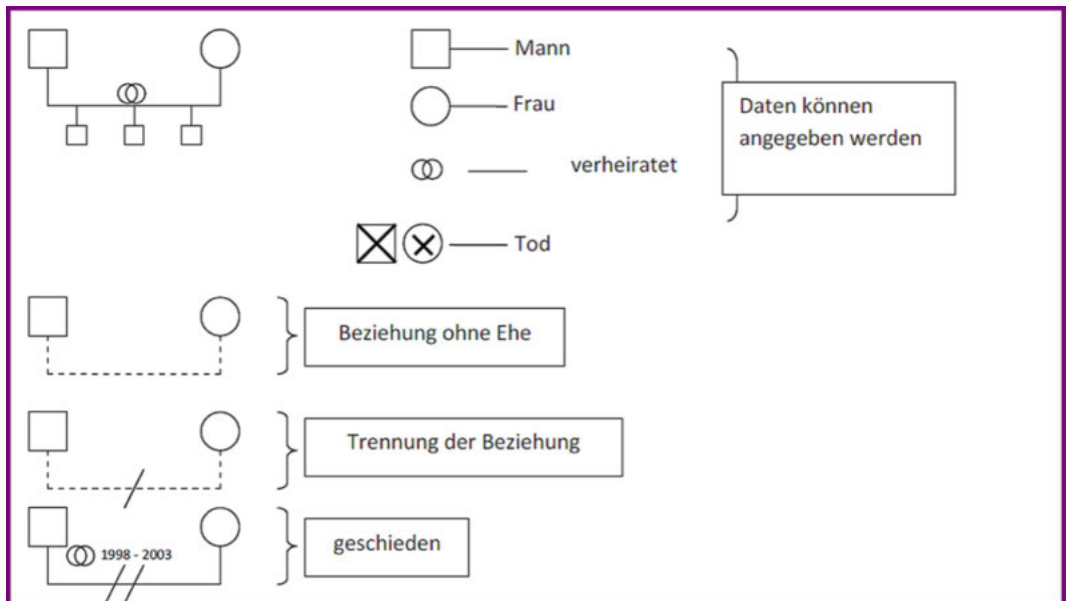 Mann
Frau
Daten können
angegeben werden
verheiratet
Tod
Beziehung ohne Ehe
Trennung der Beziehung
1998 - 2003
geschieden